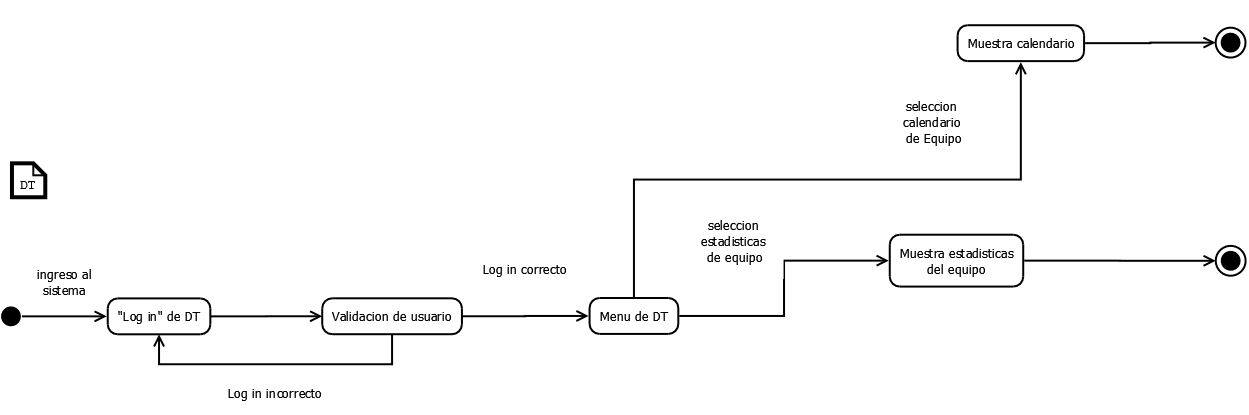 Muestra calendario
seleccion
calendario
de Equipo
DT
seleccion
estadisticas
de equipo
Muestra estadisticas
del equipo
ingreso al
sistema
Log in correcto
"Log in" de DT
Validacion de usuario
Menu de DT
Log in incorrecto